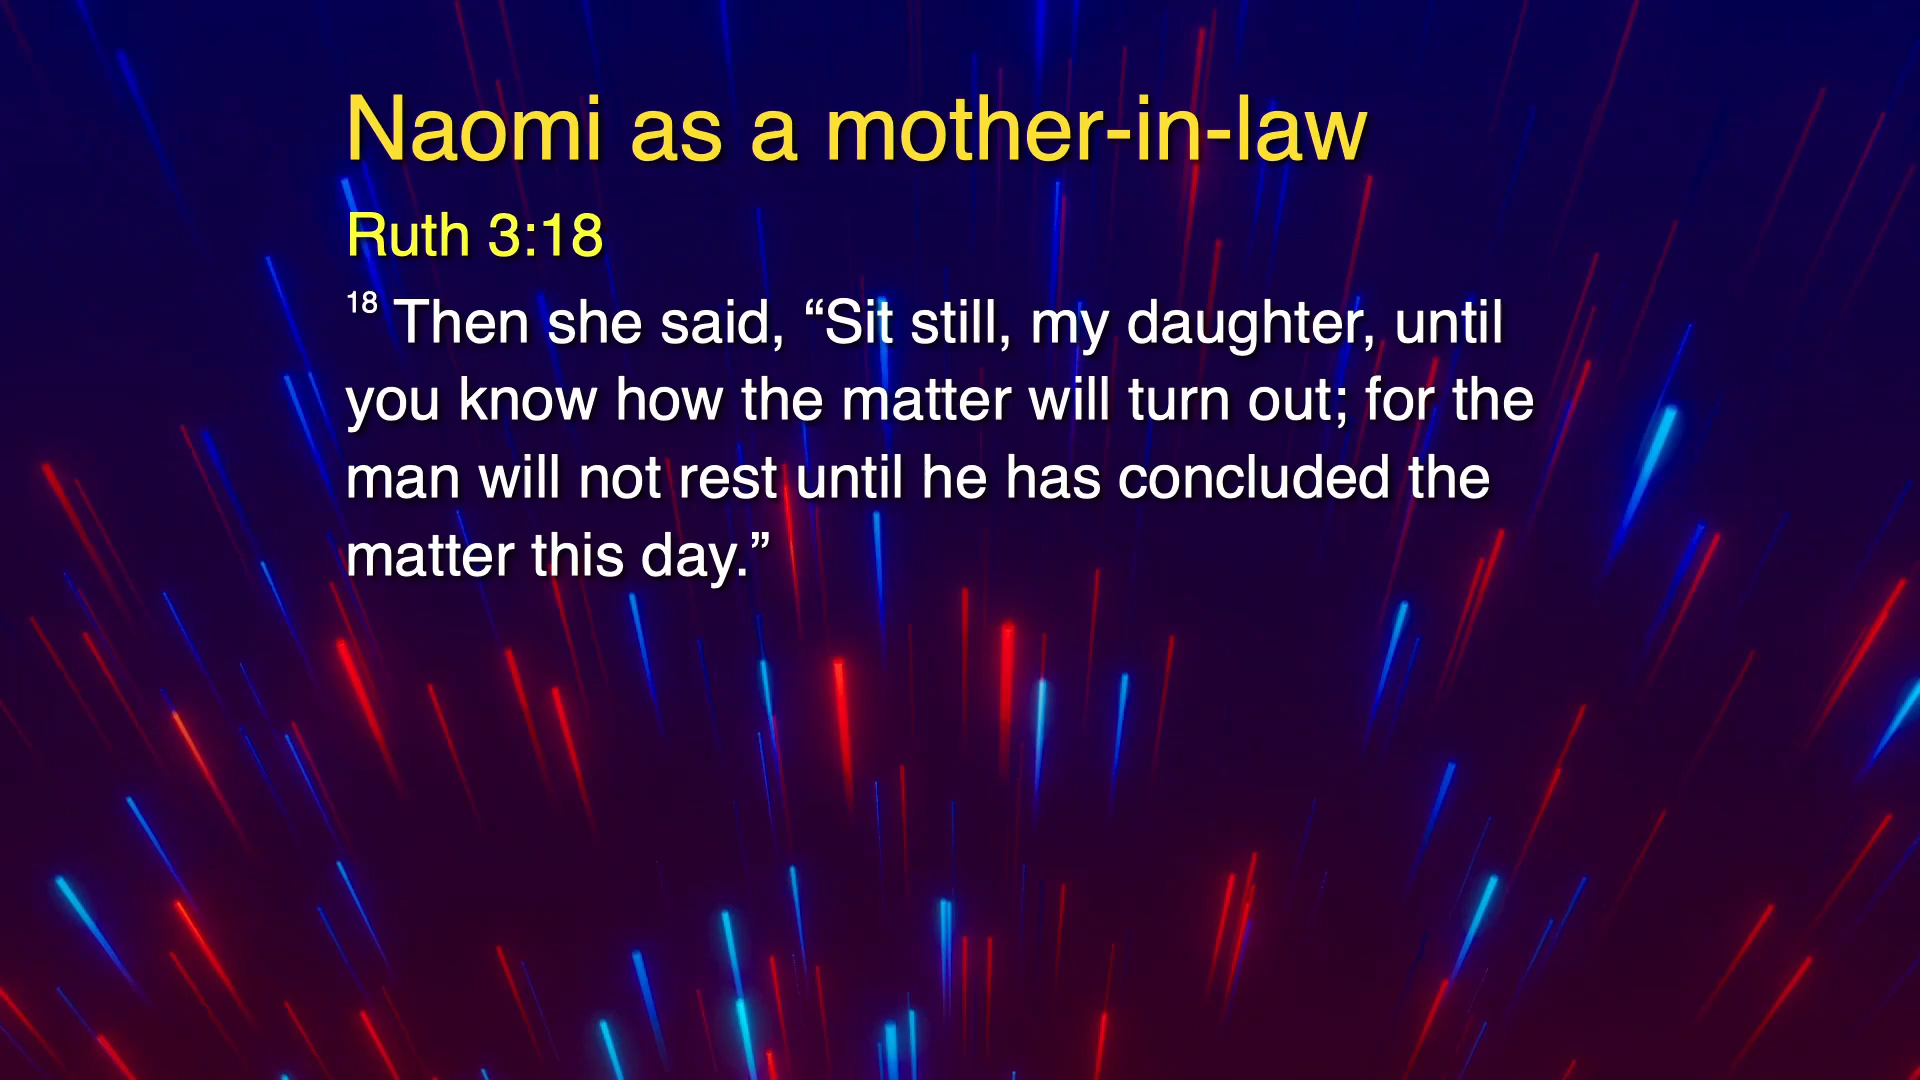 Naomi as a mother-in-law
Ruth 3:18
18 Then she said, “Sit still, my daughter, until
you know how the matter will turn out; for the
man will not rest until he has concluded the
matter this day.”